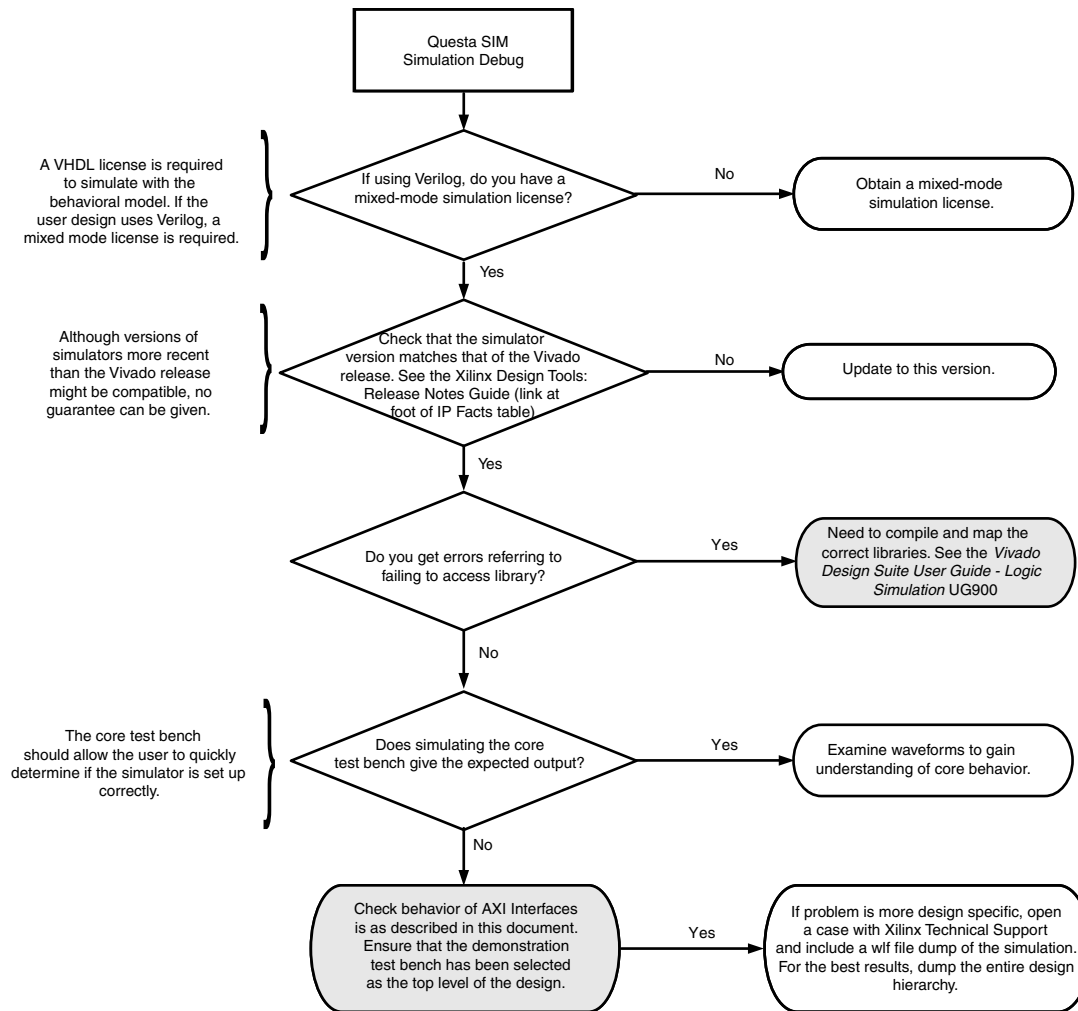 Questa SIM
Simulation Debug
A VHDL license is required
to simulate with the
behavioral model. If the
user design uses Verilog, a
mixed mode license is required.
If using Verilog, do you have a
mixed-mode simulation license?
No
Obtain a mixed-mode
simulation license.
Yes
Although versions of
simulators more recent
than the Vivado release
might be compatible, no
guarantee can be given.
Check that the simulator
version matches that of the Vivado
release. See the Xilinx Design Tools:
Release Notes Guide (link at
foot of IP Facts table)
No
Update to this version.
Yes
Do you get errors referring to
failing to access library?
Yes
Need to compile and map the
correct libraries. See the Vivado
Design Suite User Guide - Logic
Simulation UG900
No
The core test bench
should allow the user to quickly
determine if the simulator is set up
correctly.
Does simulating the core
test bench give the expected output?
Yes
Examine waveforms to gain
understanding of core behavior.
No
Check behavior of AXI Interfaces
is as described in this document.
Ensure that the demonstration
test bench has been selected
as the top level of the design.
Yes
If problem is more design specific, open
a case with Xilinx Technical Support
and include a wlf file dump of the simulation.
For the best results, dump the entire design
hierarchy.